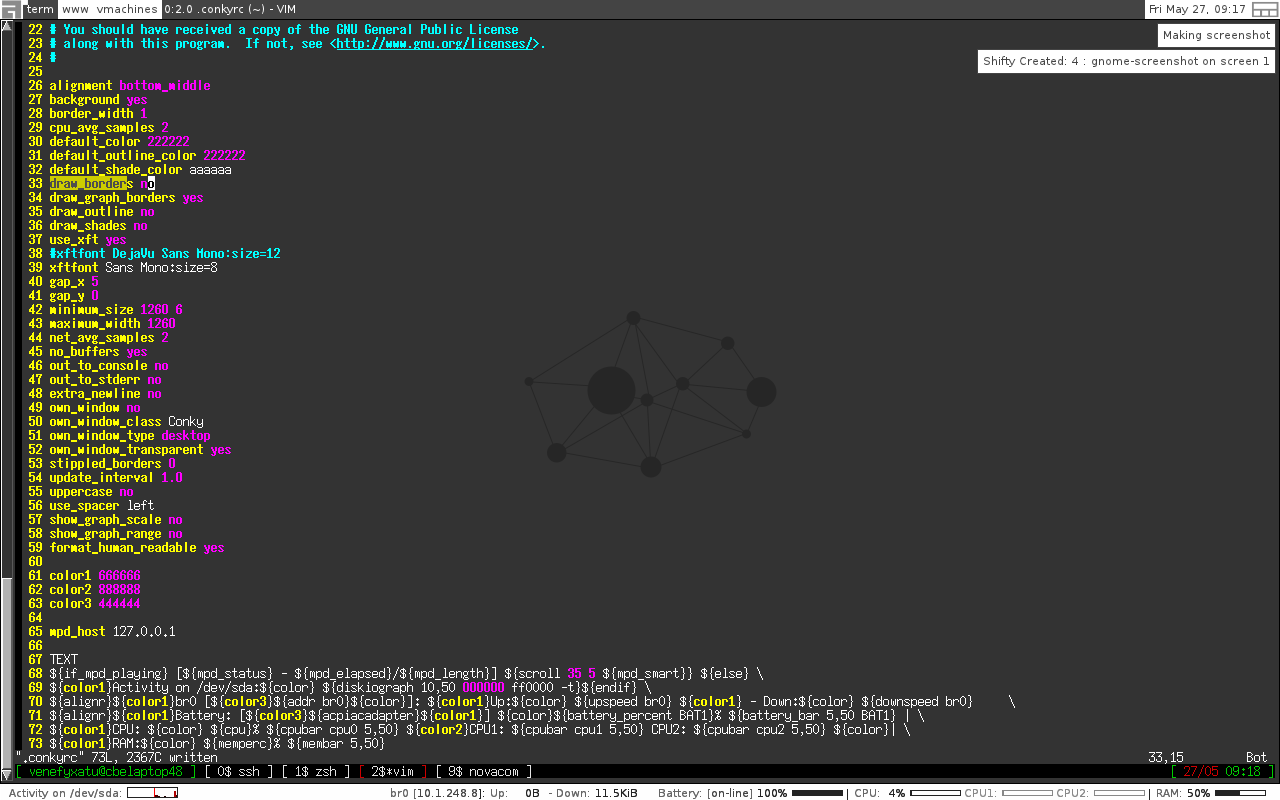 term www vmachines 0:2.0 .conkyrc (~) - VIM Fri May 27, 09:17
Making screenshot
Shifty Created: 4 : gnome-screenshot on screen 1
22 # You should have received a copy of the GNU General Public License
23 # along with this program.  If not, see <http://www.gnu.org/licenses/>.
24 #
25
26 alignment bottom_middle
27 background yes
28 border_width 1
29 cpu_avg_samples 2
30 default_color 222222
31 default_outline_color 222222
32 default_shade_color aaaaaa
33 draw_borders no
34 draw_graph_borders yes
35 draw_outline no
36 draw_shades no
37 use_xft yes
38 #xftfont DejaVu Sans Mono:size=12
39 xftfont Sans Mono:size=8
40 gap_x 5
41 gap_y 0
42 minimum_size 1260 6
43 maximum_width 1260
44 net_avg_samples 2
45 no_buffers yes
46 out_to_console no
47 out_to_stderr no
48 extra_newline no
49 own_window no
50 own_window_class Conky
51 own_window_type desktop
52 own_window_transparent yes
53 stippled_borders 0
54 update_interval 1.0
55 uppercase no
56 use_spacer left
57 show_graph_scale no
58 show_graph_range no
59 format_human_readable yes
60
61 color1 666666
62 color2 888888
63 color3 444444
64
65 mpd_host 127.0.0.1
66
67 TEXT
68 ${if_mpd_playing} [${mpd_status} - ${mpd_elapsed}/${mpd_length}] ${scroll 35 5 ${mpd_smart}} ${else} \
69 ${color1}Activity on /dev/sda:${color} ${diskiograph 10,50 000000 ff0000 -t}${endif} \
70 ${alignr}${color1}br0 [${color3}${addr br0}${color}]: ${color1}Up:${color} ${upspeed br0} ${color1} - Down:${color} ${downspeed br0}     \
71 ${alignr}${color1}Battery: [${color3}${acpiacadapter}${color1}] ${color}${battery_percent BAT1}% ${battery_bar 5,50 BAT1} | \
72 ${color1}CPU: ${color} ${cpu}% ${cpubar cpu0 5,50} ${color2}CPU1: ${cpubar cpu1 5,50} CPU2: ${cpubar cpu2 5,50} ${color}| \
73 ${color1}RAM:${color} ${memperc}% ${membar 5,50}
".conkyrc" 73L, 2367C written 33,15 Bot
[ venefyxatu@cbelaptop48 ] [ 0$ ssh ] [ 1$ zsh ] [ 2$*vim ] [ 9$ novacom ] [ 27/05 09:18 ]
Activity on /dev/sda: br0 [10.1.248.8]: Up: 0B - Down: 11.5KiB Battery: [on-line] 100% | CPU: 4% CPU1: CPU2: | RAM: 50%